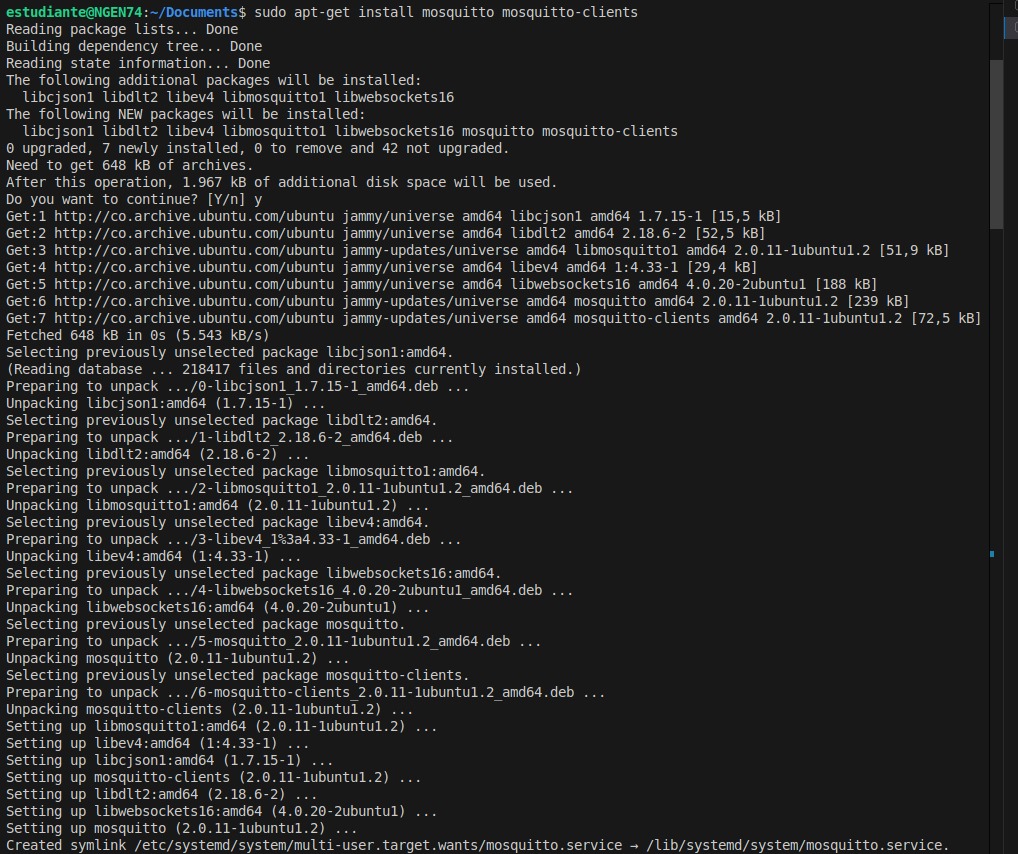 estudiante@NGEN74:~/Documents$ sudo apt-get install mosquitto mosquitto-clients
Reading package lists... Done
Building dependency tree... Done
Reading state information... Done
The following additional packages will be installed:
  libcjson1 libdlt2 libev4 libmosquitto1 libwebsockets16
The following NEW packages will be installed:
  libcjson1 libdlt2 libev4 libmosquitto1 libwebsockets16 mosquitto mosquitto-clients
0 upgraded, 7 newly installed, 0 to remove and 42 not upgraded.
Need to get 648 kB of archives.
After this operation, 1.967 kB of additional disk space will be used.
Do you want to continue? [Y/n] y
Get:1 http://co.archive.ubuntu.com/ubuntu jammy/universe amd64 libcjson1 amd64 1.7.15-1 [15,5 kB]
Get:2 http://co.archive.ubuntu.com/ubuntu jammy/universe amd64 libdlt2 amd64 2.18.6-2 [52,5 kB]
Get:3 http://co.archive.ubuntu.com/ubuntu jammy-updates/universe amd64 libmosquitto1 amd64 2.0.11-1ubuntu1.2 [51,9 kB]
Get:4 http://co.archive.ubuntu.com/ubuntu jammy/universe amd64 libev4 amd64 1:4.33-1 [29,4 kB]
Get:5 http://co.archive.ubuntu.com/ubuntu jammy/universe amd64 libwebsockets16 amd64 4.0.20-2ubuntu1 [188 kB]
Get:6 http://co.archive.ubuntu.com/ubuntu jammy-updates/universe amd64 mosquitto amd64 2.0.11-1ubuntu1.2 [239 kB]
Get:7 http://co.archive.ubuntu.com/ubuntu jammy-updates/universe amd64 mosquitto-clients amd64 2.0.11-1ubuntu1.2 [72,5 kB]
Fetched 648 kB in 0s (5.543 kB/s)
Selecting previously unselected package libcjson1:amd64.
(Reading database ... 218417 files and directories currently installed.)
Preparing to unpack .../0-libcjson1_1.7.15-1_amd64.deb ...
Unpacking libcjson1:amd64 (1.7.15-1) ...
Selecting previously unselected package libdlt2:amd64.
Preparing to unpack .../1-libdlt2_2.18.6-2_amd64.deb ...
Unpacking libdlt2:amd64 (2.18.6-2) ...
Selecting previously unselected package libmosquitto1:amd64.
Preparing to unpack .../2-libmosquitto1_2.0.11-1ubuntu1.2_amd64.deb ...
Unpacking libmosquitto1:amd64 (2.0.11-1ubuntu1.2) ...
Selecting previously unselected package libev4:amd64.
Preparing to unpack .../3-libev4_1%3a4.33-1_amd64.deb ...
Unpacking libev4:amd64 (1:4.33-1) ...
Selecting previously unselected package libwebsockets16:amd64.
Preparing to unpack .../4-libwebsockets16_4.0.20-2ubuntu1_amd64.deb ...
Unpacking libwebsockets16:amd64 (4.0.20-2ubuntu1) ...
Selecting previously unselected package mosquitto.
Preparing to unpack .../5-mosquitto_2.0.11-1ubuntu1.2_amd64.deb ...
Unpacking mosquitto (2.0.11-1ubuntu1.2) ...
Selecting previously unselected package mosquitto-clients.
Preparing to unpack .../6-mosquitto-clients_2.0.11-1ubuntu1.2_amd64.deb ...
Unpacking mosquitto-clients (2.0.11-1ubuntu1.2) ...
Setting up libmosquitto1:amd64 (2.0.11-1ubuntu1.2) ...
Setting up libev4:amd64 (1:4.33-1) ...
Setting up libcjson1:amd64 (1.7.15-1) ...
Setting up mosquitto-clients (2.0.11-1ubuntu1.2) ...
Setting up libdlt2:amd64 (2.18.6-2) ...
Setting up libwebsockets16:amd64 (4.0.20-2ubuntu1) ...
Setting up mosquitto (2.0.11-1ubuntu1.2) ...
Created symlink /etc/systemd/system/multi-user.target.wants/mosquitto.service → /lib/systemd/system/mosquitto.service.